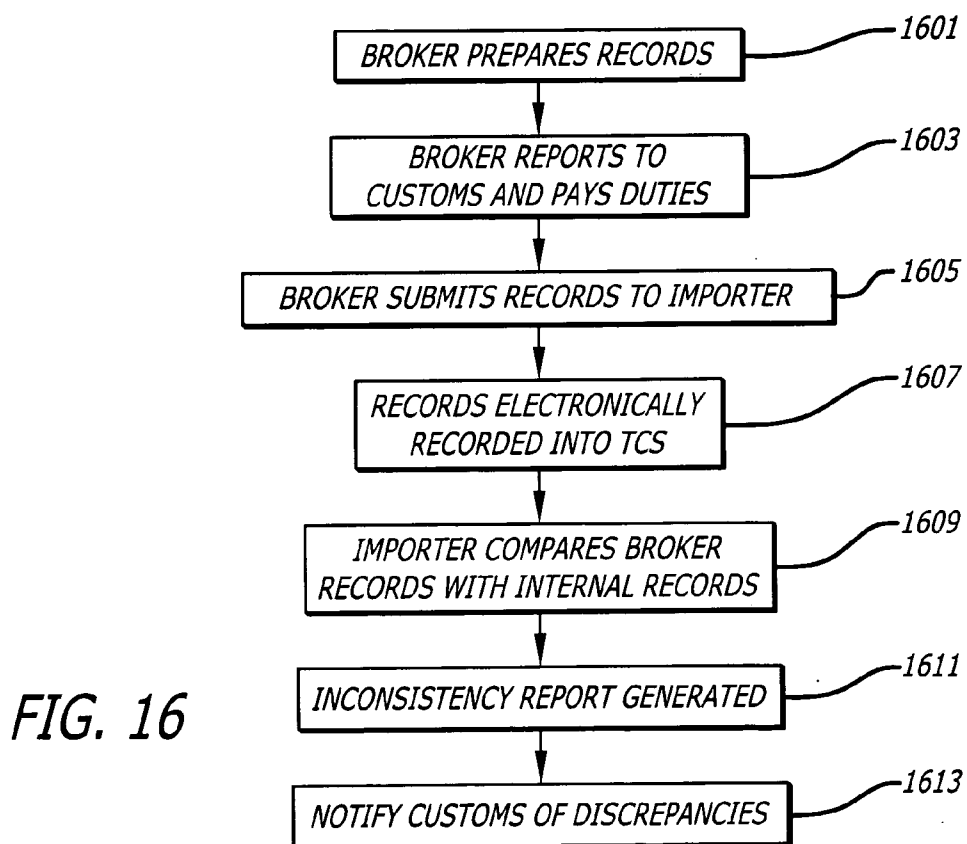 1601
BROKER PREPARES RECORDS
1603
BROKER REPORTS TO
CUSTOMS AND PAYS DUTIES
1605
BROKER SUBMITS RECORDS TO IMPORTER
1607
RECORDS ELECTRONICALLY
RECORDED INTO TCS
1609
IMPORTER COMPARES BROKER
RECORDS WITH INTERNAL RECORDS
1611
INCONSISTENCY REPORT GENERATED
FIG. 16
1613
NOTIFY CUSTOMS OF DISCREPANCIES